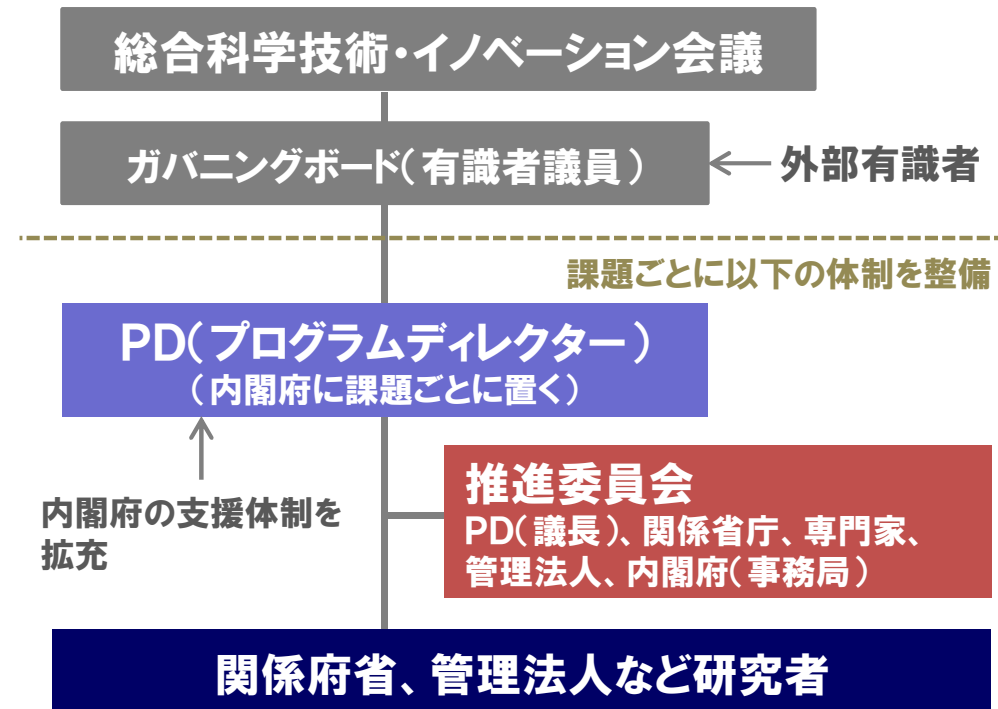 総合科学技術・イノベーション会議
ガバニングボード(有識者議員)
外部有識者
課題ごとに以下の体制を整備
PD(プログラムディレクター)
(内閣府に課題ごとに置く)
内閣府の支援体制を
拡充
推進委員会
PD(議長)、関係省庁、専門家、
管理法人、内閣府(事務局)
関係府省、管理法人など研究者